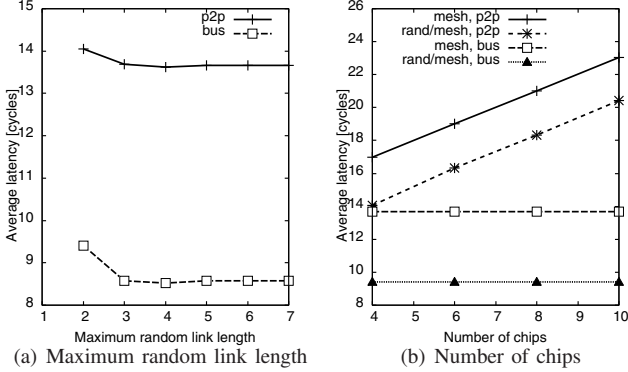 p2p
bus
15
14
13
12
11
10
9
8
Average latency [cycles]
1 2 3 4 5 6 7
Maximum random link length
(a) Maximum random link length
mesh, p2p
rand/mesh, p2p
mesh, bus
rand/mesh, bus
26
24
22
20
18
16
14
12
10
8
Average latency [cycles]
4 5 6 7 8 9 10
Number of chips
(b) Number of chips